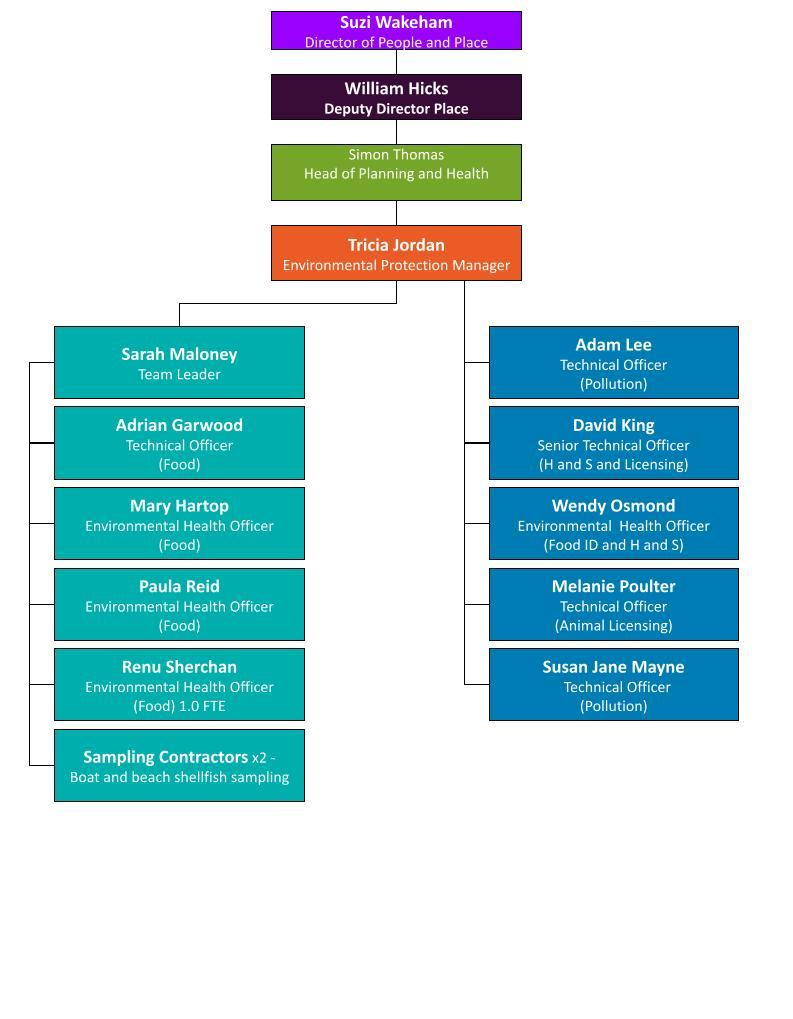 Suzi Wakeham
Director of People and Place
William Hicks
Deputy Director Place
Simon Thomas
Head of Planning and Health
Tricia Jordan
Environmental Protection Manager
Sarah Maloney
Team Leader
Adrian Garwood
Technical Officer
(Food)
Mary Hartop
Environmental Health Officer
(Food)
Paula Reid
Environmental Health Officer
(Food)
Renu Sherchan
Environmental Health Officer
(Food) 1.0 FTE
Sampling Contractors x2 -
Boat and beach shellfish sampling
Adam Lee
Technical Officer
(Pollution)
David King
Senior Technical Officer
(H and S and Licensing)
Wendy Osmond
Environmental  Health Officer
(Food ID and H and S)
Melanie Poulter
Technical Officer
(Animal Licensing)
Susan Jane Mayne
Technical Officer
(Pollution)